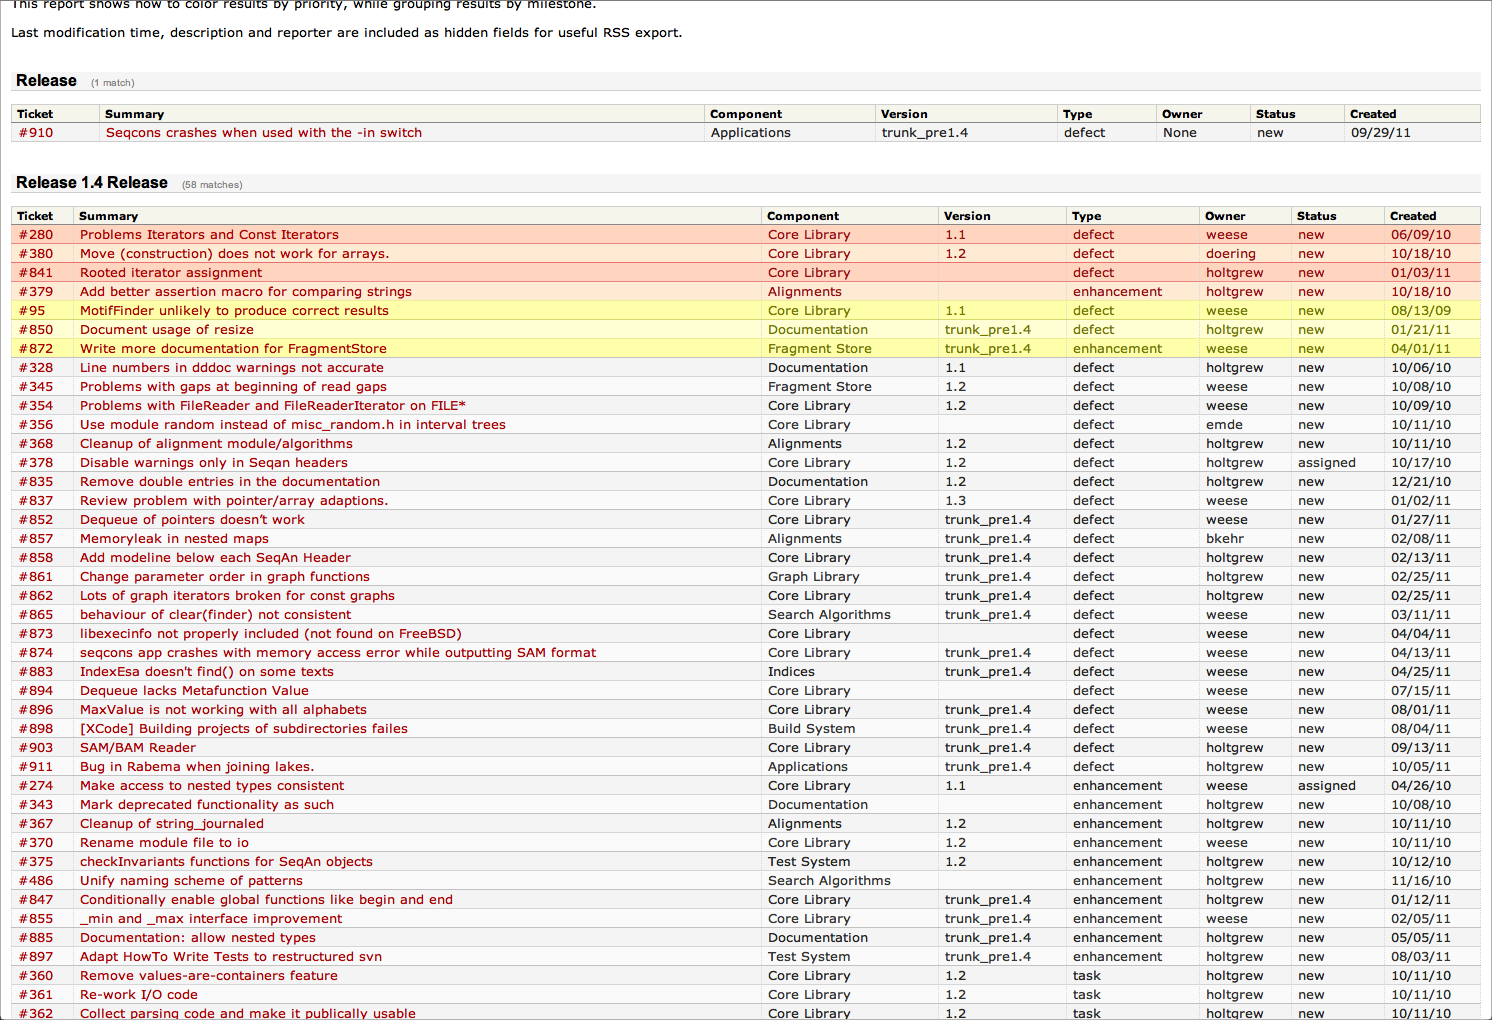 This report shows how to color results by priority, while grouping results by milestone.
Last modification time, description and reporter are included as hidden fields for useful RSS export.
Release (1 match)
Ticket Summary Component Version Type Owner Status Created
#910 Seqcons crashes when used with the -in switch Applications trunk_pre1.4 defect None new 09/29/11
Release 1.4 Release (58 matches)
Ticket Summary Component Version Type Owner Status Created
#280 Problems Iterators and Const Iterators Core Library 1.1 defect weese new 06/09/10
#380 Move (construction) does not work for arrays. Core Library 1.2 defect doering new 10/18/10
#841 Rooted iterator assignment Core Library defect holtgrew new 01/03/11
#379 Add better assertion macro for comparing strings Alignments enhancement holtgrew new 10/18/10
#95 MotifFinder unlikely to produce correct results Core Library 1.1 defect weese new 08/13/09
#850 Document usage of resize Documentation trunk_pre1.4 defect holtgrew new 01/21/11
#872 Write more documentation for FragmentStore Fragment Store trunk_pre1.4 enhancement weese new 04/01/11
#328 Line numbers in dddoc warnings not accurate Documentation 1.1 defect holtgrew new 10/06/10
#345 Problems with gaps at beginning of read gaps Fragment Store 1.2 defect weese new 10/08/10
#354 Problems with FileReader and FileReaderIterator on FILE* Core Library 1.2 defect weese new 10/09/10
#356 Use module random instead of misc_random.h in interval trees Core Library defect emde new 10/11/10
#368 Cleanup of alignment module/algorithms Alignments 1.2 defect holtgrew new 10/11/10
#378 Disable warnings only in Seqan headers Core Library 1.2 defect holtgrew assigned 10/17/10
#835 Remove double entries in the documentation Documentation 1.2 defect holtgrew new 12/21/10
#837 Review problem with pointer/array adaptions. Core Library 1.3 defect weese new 01/02/11
#852 Dequeue of pointers doesn’t work Core Library trunk_pre1.4 defect weese new 01/27/11
#857 Memoryleak in nested maps Alignments trunk_pre1.4 defect bkehr new 02/08/11
#858 Add modeline below each SeqAn Header Core Library trunk_pre1.4 defect holtgrew new 02/13/11
#861 Change parameter order in graph functions Graph Library trunk_pre1.4 defect holtgrew new 02/25/11
#862 Lots of graph iterators broken for const graphs Core Library trunk_pre1.4 defect holtgrew new 02/25/11
#865 behaviour of clear(finder) not consistent Search Algorithms trunk_pre1.4 defect weese new 03/11/11
#873 libexecinfo not properly included (not found on FreeBSD) Core Library defect weese new 04/04/11
#874 seqcons app crashes with memory access error while outputting SAM format Core Library trunk_pre1.4 defect weese new 04/13/11
#883 IndexEsa doesn't find() on some texts Indices trunk_pre1.4 defect weese new 04/25/11
#894 Dequeue lacks Metafunction Value Core Library defect weese new 07/15/11
#896 MaxValue is not working with all alphabets Core Library trunk_pre1.4 defect weese new 08/01/11
#898 [XCode] Building projects of subdirectories failes Build System trunk_pre1.4 defect weese new 08/04/11
#903 SAM/BAM Reader Core Library trunk_pre1.4 defect holtgrew new 09/13/11
#911 Bug in Rabema when joining lakes. Applications trunk_pre1.4 defect holtgrew new 10/05/11
#274 Make access to nested types consistent Core Library 1.1 enhancement weese assigned 04/26/10
#343 Mark deprecated functionality as such Documentation enhancement holtgrew new 10/08/10
#367 Cleanup of string_journaled Alignments 1.2 enhancement holtgrew new 10/11/10
#370 Rename module file to io Core Library 1.2 enhancement weese new 10/11/10
#375 checkInvariants functions for SeqAn objects Test System 1.2 enhancement holtgrew new 10/12/10
#486 Unify naming scheme of patterns Search Algorithms enhancement holtgrew new 11/16/10
#847 Conditionally enable global functions like begin and end Core Library trunk_pre1.4 enhancement holtgrew new 01/12/11
#855 _min and _max interface improvement Core Library trunk_pre1.4 enhancement weese new 02/05/11
#885 Documentation: allow nested types Documentation trunk_pre1.4 enhancement holtgrew new 05/05/11
#897 Adapt HowTo Write Tests to restructured svn Test System trunk_pre1.4 enhancement holtgrew new 08/03/11
#360 Remove values-are-containers feature Core Library 1.2 task holtgrew new 10/11/10
#361 Re-work I/O code Core Library 1.2 task holtgrew new 10/11/10
#362 Collect parsing code and make it publically usable Core Library 1.2 task holtgrew new 10/11/10